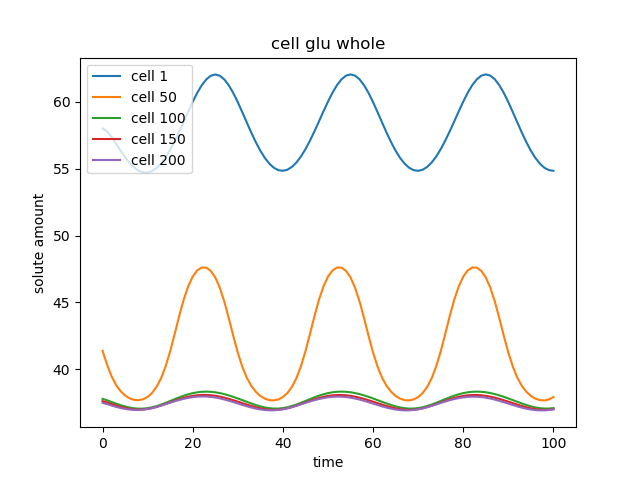 cell glu whole
cell 1
cell 50
cell 100
cell 150
cell 200
60
55
50
45
40
solute amount
0 20 40 60 80 100
time